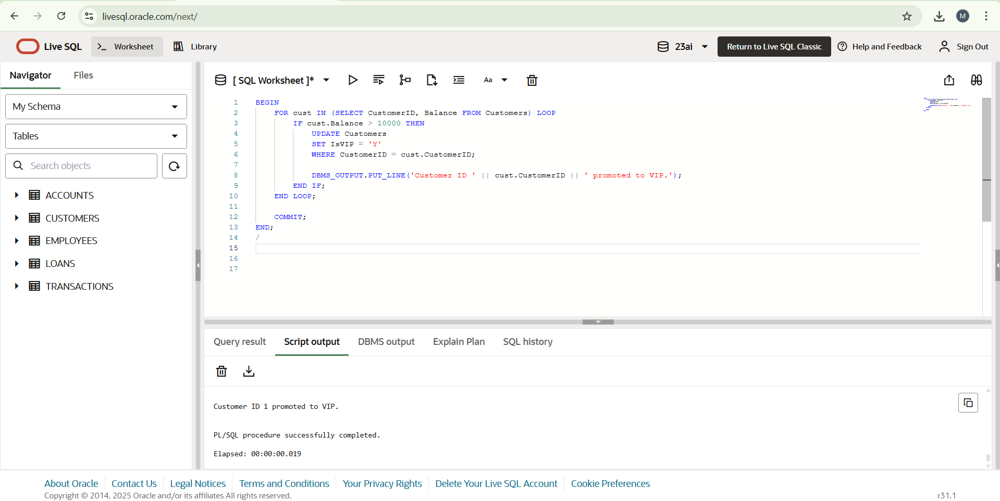 livesql.oracle.com/next/
M
Live SQL
Worksheet
Library
23ai
Return to Live SQL Classic
Help and Feedback
Sign Out
Navigator
Files
My Schema
Tables
Search objects
ACCOUNTS
CUSTOMERS
EMPLOYEES
LOANS
TRANSACTIONS
[ SQL Worksheet ]*
Aa
1 BEGIN
2 FOR cust IN (SELECT CustomerID, Balance FROM Customers) LOOP
3 IF cust.Balance > 10000 THEN
4 UPDATE Customers
5 SET IsVIP = 'Y'
6 WHERE CustomerID = cust.CustomerID;
7
8 DBMS_OUTPUT.PUT_LINE('Customer ID ' || cust.CustomerID || ' promoted to VIP.');
9 END IF;
10 END LOOP;
11
12 COMMIT;
13 END;
14 /
15
16
17
Query result
Script output
DBMS output
Explain Plan
SQL history
Customer ID 1 promoted to VIP.
PL/SQL procedure successfully completed.
Elapsed: 00:00:00.019
About Oracle
Contact Us
Legal Notices
Terms and Conditions
Your Privacy Rights
Delete Your Live SQL Account
Cookie Preferences
Copyright © 2014, 2025 Oracle and/or its affiliates All rights reserved.
r31.1